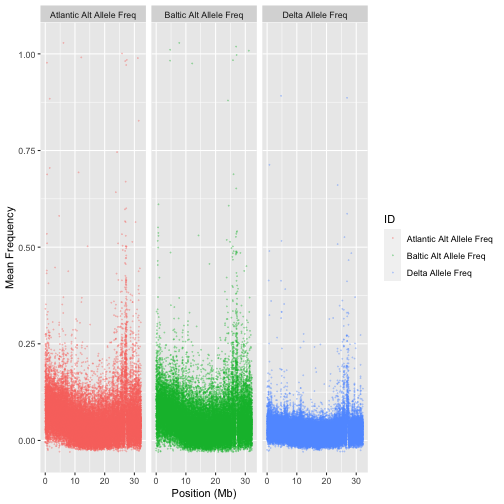 Atlantic Alt Allele Freq
Baltic Alt Allele Freq
Delta Allele Freq
1.00
0.75
0.50
0.25
0.00
Mean Frequency
0 10 20 30
0 10 20 30
0 10 20 30
Position (Mb)
ID
Atlantic Alt Allele Freq
Baltic Alt Allele Freq
Delta Allele Freq